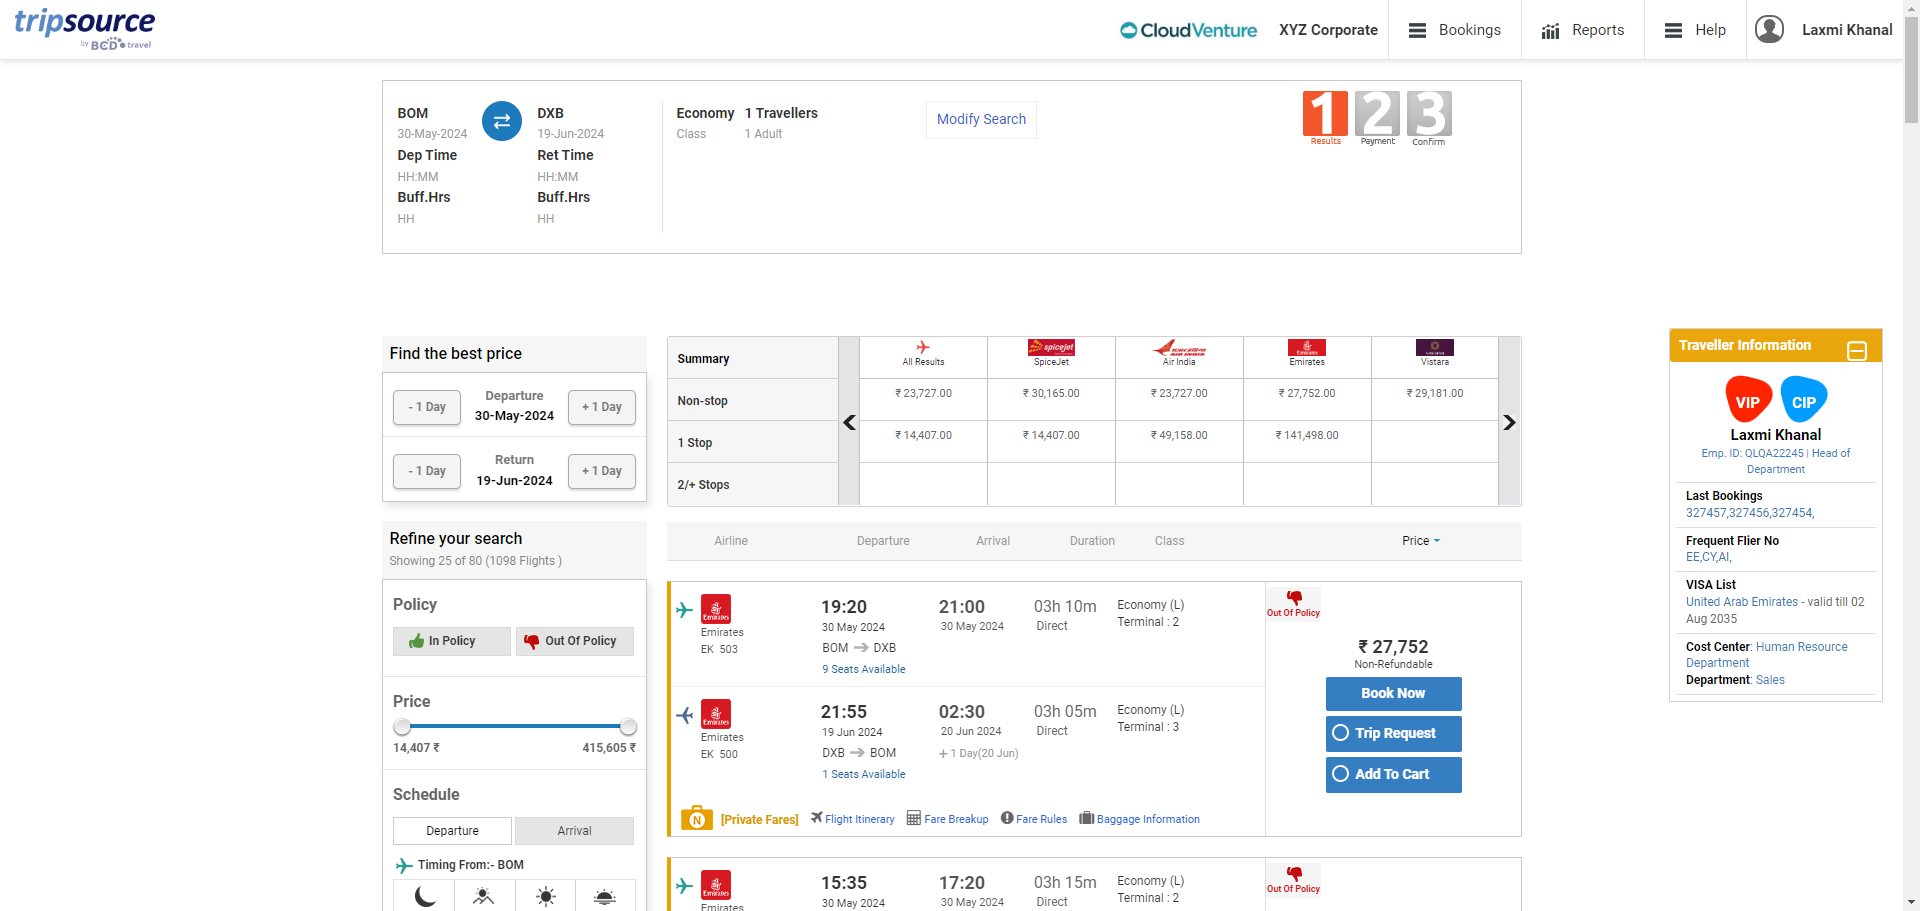 tripsource
by BCD travel
CloudVenture
XYZ Corporate
Bookings
Reports
Help
Laxmi Khanal
BOM
30-May-2024
Dep Time
HH:MM
Buff.Hrs
HH
DXB
19-Jun-2024
Ret Time
HH:MM
Buff.Hrs
HH
Economy
Class
1 Travellers
1 Adult
Modify Search
1 2 3
Results Payment Confirm
Find the best price
- 1 Day
Departure
30-May-2024
+ 1 Day
- 1 Day
Return
19-Jun-2024
+ 1 Day
Refine your search
Showing 25 of 80 (1098 Flights )
Policy
In Policy
Out Of Policy
Price
14,407 ₹ 415,605 ₹
Schedule
Departure Arrival
Timing From:- BOM
Summary All Results SpiceJet Air India Emirates Vistara
Non-stop ₹ 23,727.00 ₹ 30,165.00 ₹ 23,727.00 ₹ 27,752.00 ₹ 29,181.00
1 Stop ₹ 14,407.00 ₹ 14,407.00 ₹ 49,158.00 ₹ 141,498.00
2/+ Stops
Airline Departure Arrival Duration Class Price
Emirates
Emirates
EK 503
19:20
30 May 2024
BOM DXB
9 Seats Available
21:00
30 May 2024
03h 10m
Direct
Economy (L)
Terminal : 2
Emirates
Emirates
EK 500
21:55
19 Jun 2024
DXB BOM
1 Seats Available
02:30
20 Jun 2024
+ 1 Day(20 Jun)
03h 05m
Direct
Economy (L)
Terminal : 3
N [Private Fares] Flight Itinerary Fare Breakup Fare Rules Baggage Information
Out Of Policy
₹ 27,752
Non-Refundable
Book Now
Trip Request
Add To Cart
Emirates
Emirates
15:35
30 May 2024
17:20
30 May 2024
03h 15m
Direct
Economy (L)
Terminal : 2
Out Of Policy
Traveller Information
VIP CIP
Laxmi Khanal
Emp. ID: QLQA22245 | Head of
Department
Last Bookings
327457,327456,327454,
Frequent Flier No
EE,CY,AI,
VISA List
United Arab Emirates - valid till 02
Aug 2035
Cost Center: Human Resource
Department
Department: Sales